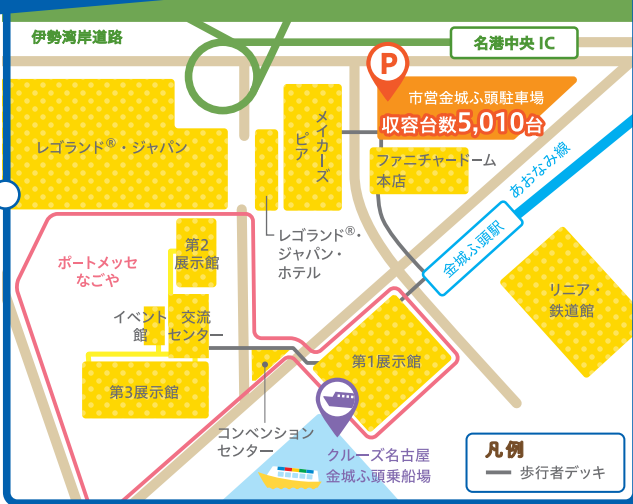 伊勢湾岸道路
名港中央 IC
P
市営金城ふ頭駐車場
収容台数5,010台
メイカーズ
ピア
レゴランド®・ジャパン
ファニチャードーム
本店
あおなみ線
金城ふ頭駅
レゴランド®・
ジャパン・
ホテル
第2
展示館
ポートメッセ
なごや
リニア・
鉄道館
イベント
館
交流
センター
第1展示館
第3展示館
コンベンション
センター
クルーズ名古屋
金城ふ頭乗船場
凡例
歩行者デッキ